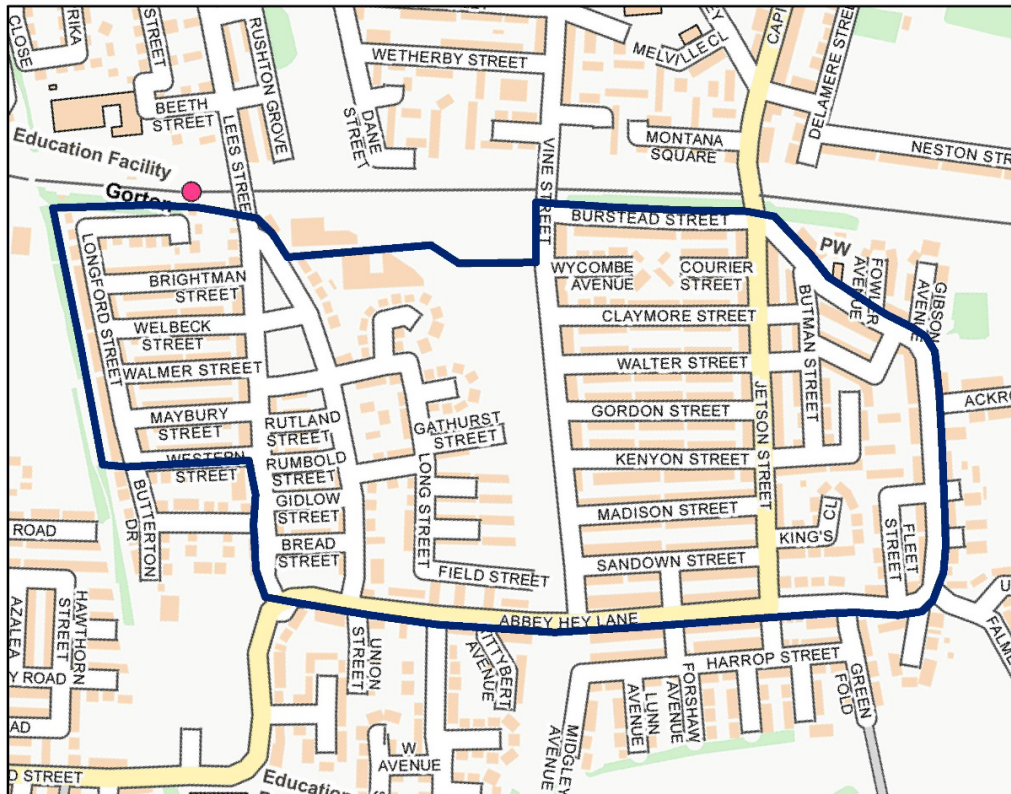 CLOSE
RIKA
STREET
RUSHTON GROVE
BEETH
STREET
LEES STREET
WETHERBY STREET
DANE
STREET
MELVILLE CL
EY
CAPI
DELAMERE STREET
MONTANA
SQUARE
NESTON STR
VINE STREET
Education Facility
Gorton
BURSTEAD STREET
PW
FOWLER
AVENUE
GIBSON
AVENUE
LONGFORD STREET
BRIGHTMAN
STREET
WYCOMBE
AVENUE
COURIER
STREET
BUTMAN STREET
WELBECK
STREET
CLAYMORE STREET
WALMER STREET
WALTER STREET
JETSON STREET
ACKRO
MAYBURY
STREET
RUTLAND
STREET
GATHURST
STREET
GORDON STREET
WESTERN
STREET
RUMBOLD
STREET
LONG STREET
KENYON STREET
GIDLOW
STREET
BUTTERTON
DR
MADISON STREET
KING'S
CL
ROAD
BREAD
STREET
FLEET
STREET
SANDOWN STREET
FIELD STREET
ABBEY HEY LANE
AZALEA
HAWTHORN
STREET
UNION
STREET
KITTYBERT
AVENUE
HARROP STREET
U
FALME
Y ROAD
LUNN
AVENUE
FORSHAW
AVENUE
GREEN
FOLD
AD
MIDGLEY
W
AVENUE
D STREET
Education